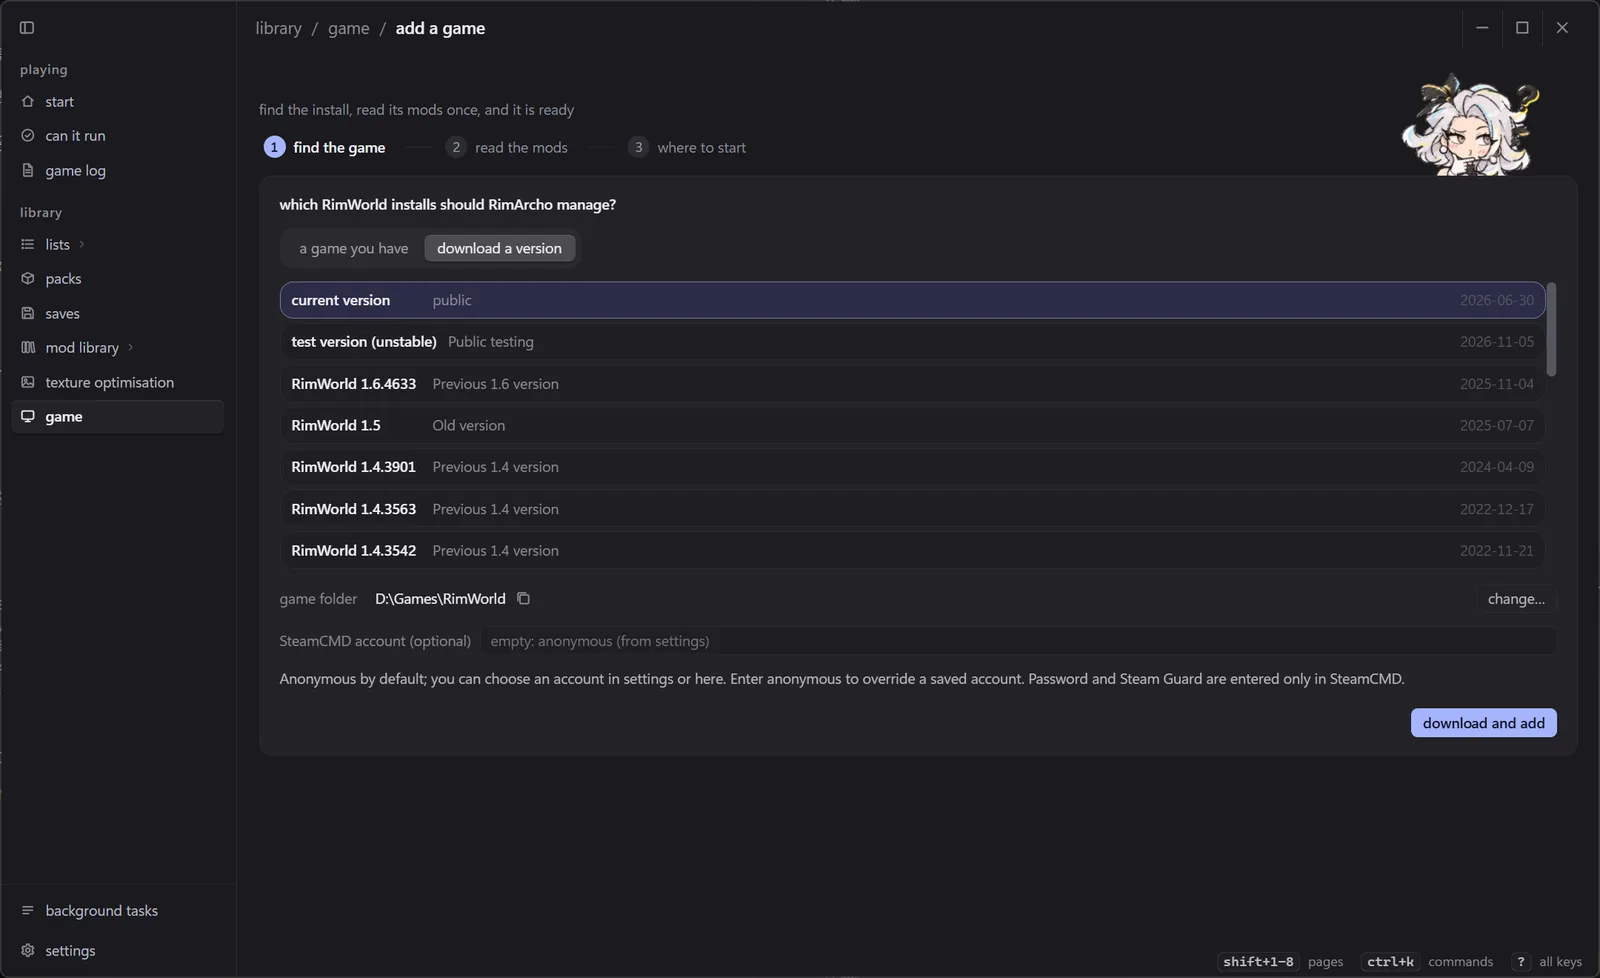 library / game / add a game
playing
start
can it run
game log
library
lists
packs
saves
mod library
texture optimisation
game
background tasks
settings
find the install, read its mods once, and it is ready
1 find the game
2 read the mods
3 where to start
which RimWorld installs should RimArcho manage?
a game you have
download a version
current version public 2026-06-30
test version (unstable) Public testing 2026-11-05
RimWorld 1.6.4633 Previous 1.6 version 2025-11-04
RimWorld 1.5 Old version 2025-07-07
RimWorld 1.4.3901 Previous 1.4 version 2024-04-09
RimWorld 1.4.3563 Previous 1.4 version 2022-12-17
RimWorld 1.4.3542 Previous 1.4 version 2022-11-21
game folder D:\Games\RimWorld change...
SteamCMD account (optional) empty: anonymous (from settings)
Anonymous by default; you can choose an account in settings or here. Enter anonymous to override a saved account. Password and Steam Guard are entered only in SteamCMD.
download and add
shift+1-8 pages ctrl+k commands ? all keys